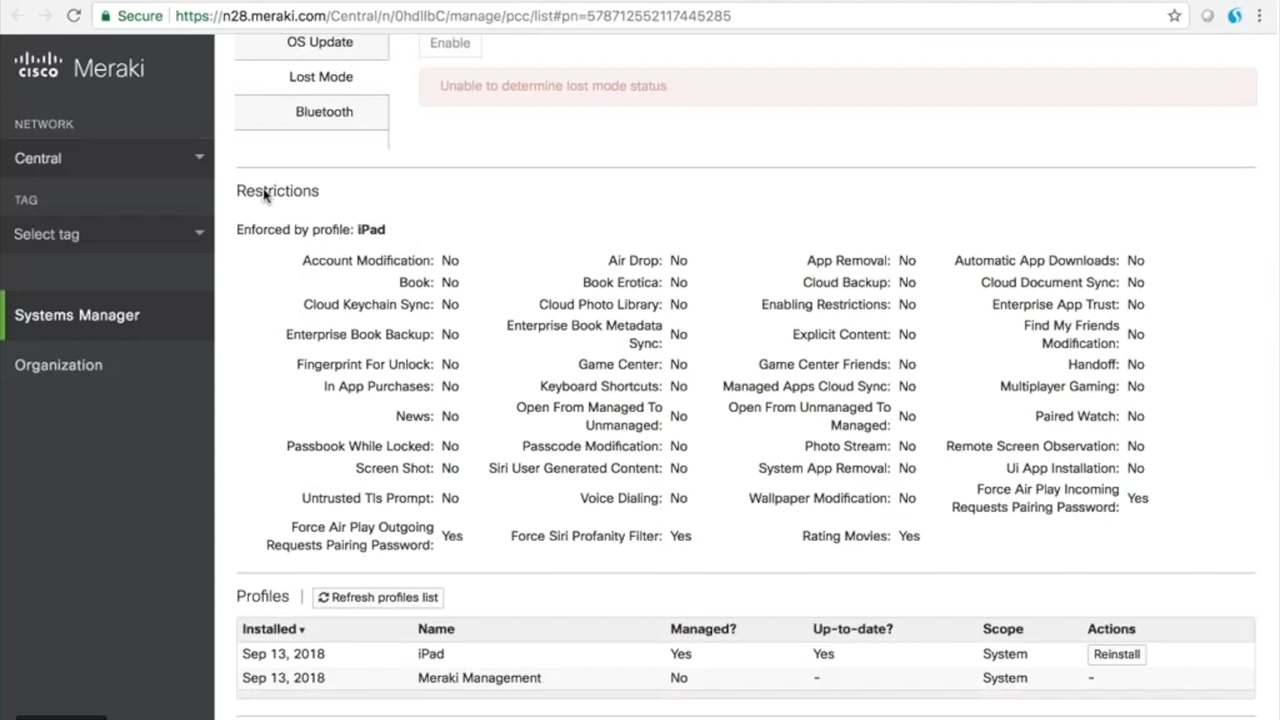 Secure https://n28.meraki.com/Central/n/0hdlIbC/manage/pcc/list#pn=578712552117445285
cisco Meraki
NETWORK
Central
TAG
Select tag
Systems Manager
Organization
OS Update
Enable
Lost Mode
Unable to determine lost mode status
Bluetooth
Restrictions
Enforced by profile: iPad
Account Modification: No Air Drop: No App Removal: No Automatic App Downloads: No
Book: No Book Erotica: No Cloud Backup: No Cloud Document Sync: No
Cloud Keychain Sync: No Cloud Photo Library: No Enabling Restrictions: No Enterprise App Trust: No
Enterprise Book Backup: No Enterprise Book Metadata Sync: No Explicit Content: No Find My Friends Modification: No
Fingerprint For Unlock: No Game Center: No Game Center Friends: No Handoff: No
In App Purchases: No Keyboard Shortcuts: No Managed Apps Cloud Sync: No Multiplayer Gaming: No
News: No Open From Managed To Unmanaged: No Open From Unmanaged To Managed: No Paired Watch: No
Passbook While Locked: No Passcode Modification: No Photo Stream: No Remote Screen Observation: No
Screen Shot: No Siri User Generated Content: No System App Removal: No Ui App Installation: No
Untrusted Tls Prompt: No Voice Dialing: No Wallpaper Modification: No Force Air Play Incoming Requests Pairing Password: Yes
Force Air Play Outgoing Requests Pairing Password: Yes Force Siri Profanity Filter: Yes Rating Movies: Yes
Profiles | Refresh profiles list
Installed Name Managed? Up-to-date? Scope Actions
Sep 13, 2018 iPad Yes Yes System Reinstall
Sep 13, 2018 Meraki Management No - System -